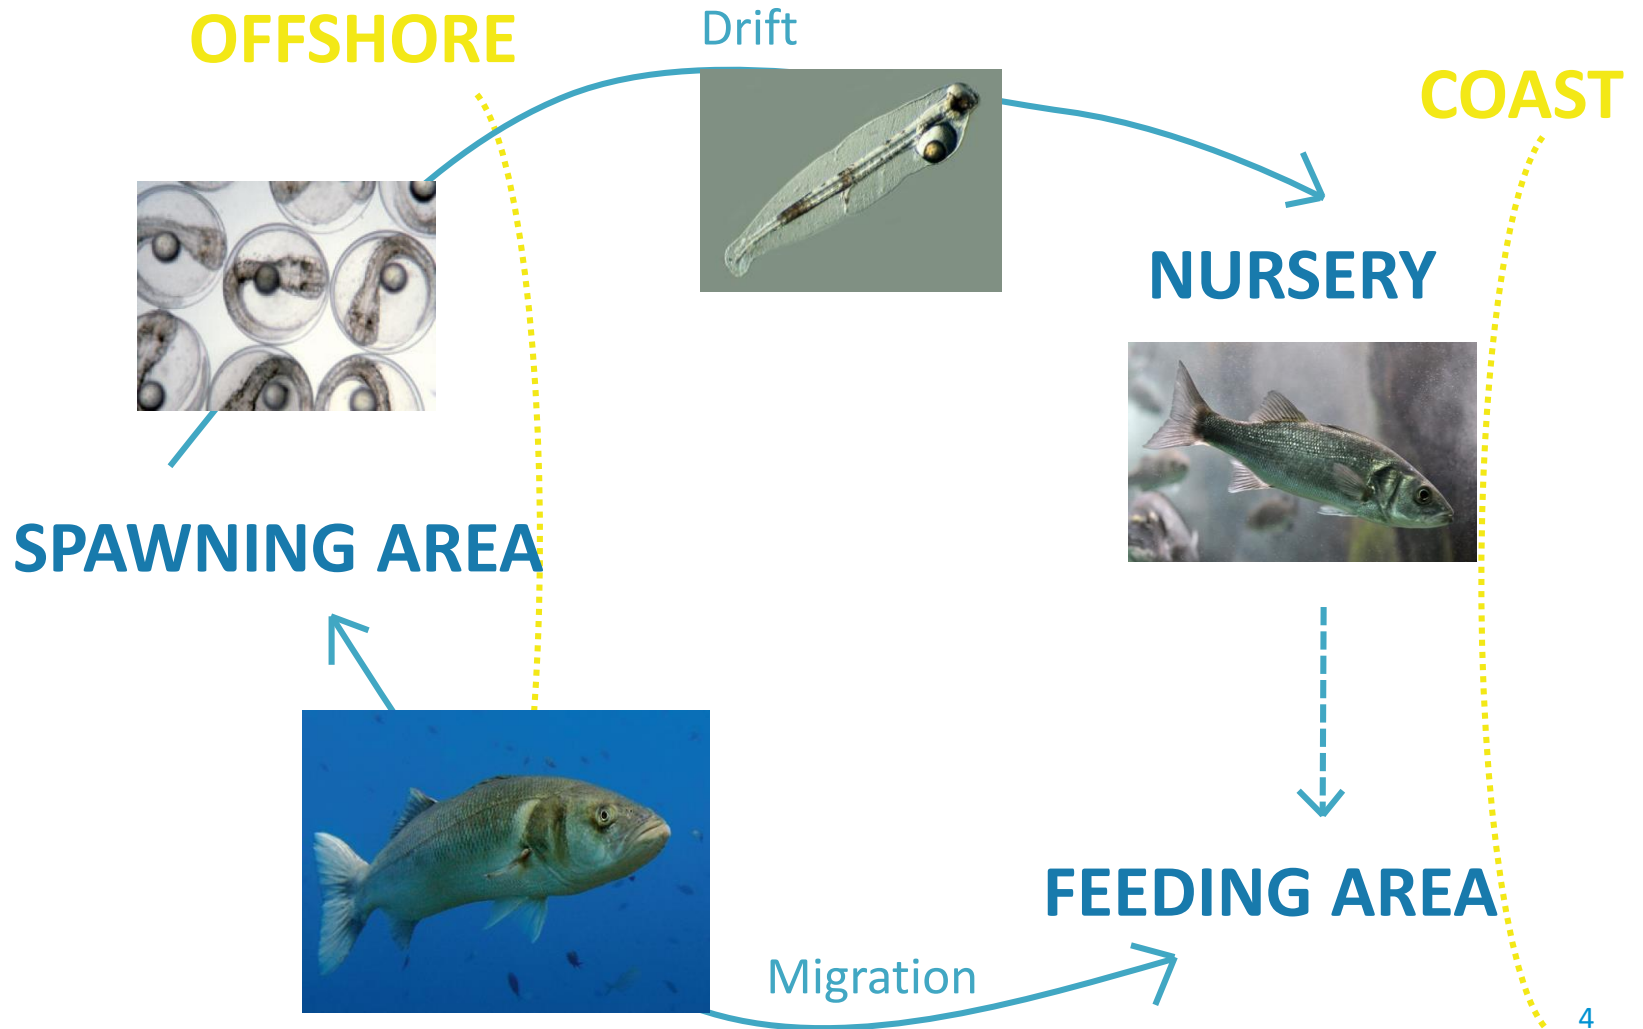 OFFSHORE
Drift
COAST
NURSERY
SPAWNING AREA
FEEDING AREA
Migration
4